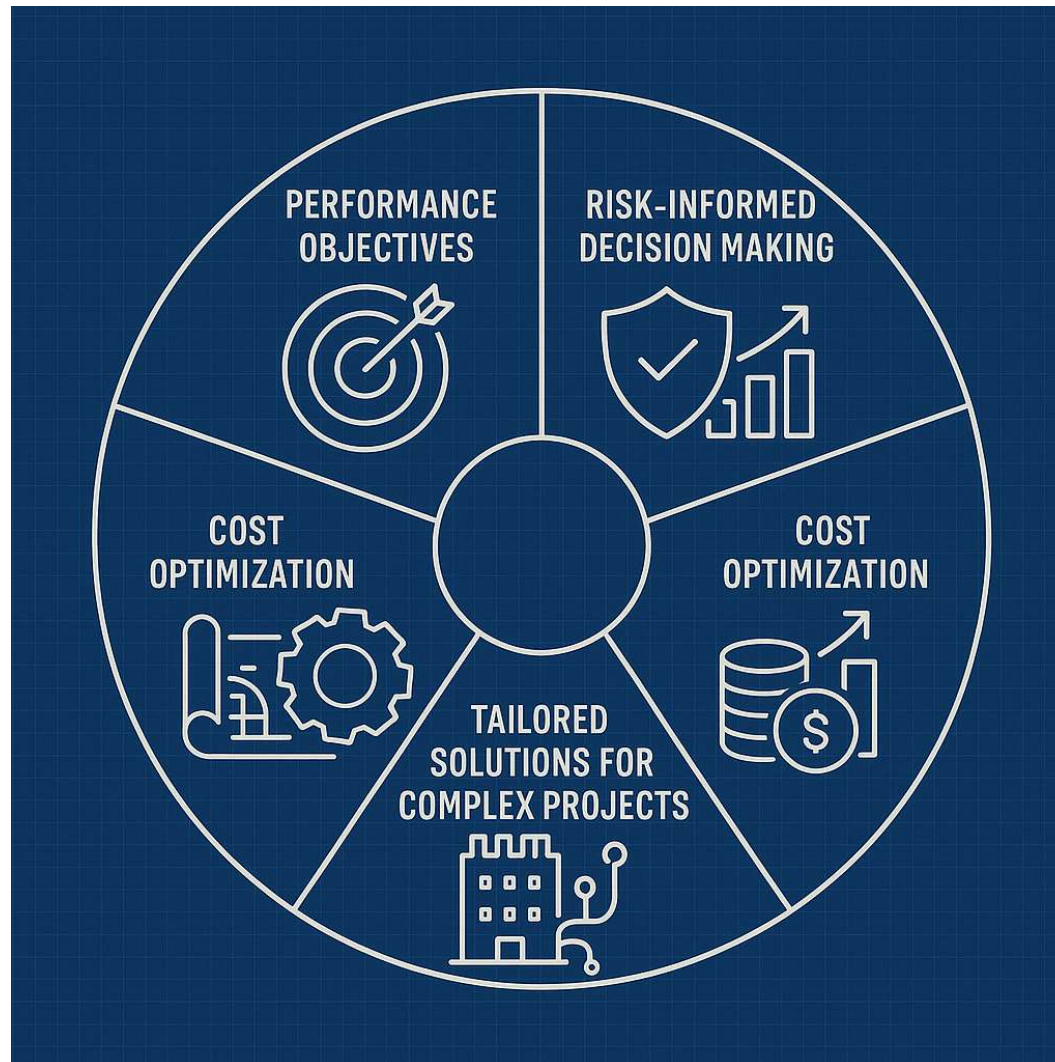 PERFORMANCE
OBJECTIVES
RISK-INFORMED
DECISION MAKING
COST
OPTIMIZATION
COST
OPTIMIZATION
$
TAILORED
SOLUTIONS FOR
COMPLEX PROJECTS